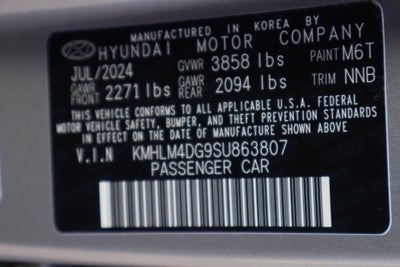 MANUFACTURED IN KOREA BY
HYUNDAI MOTOR COMPANY
JUL/2024 GVWR 3858 lbs PAINT M6T
GAWR FRONT 2271 lbs GAWR REAR 2094 lbs TRIM NNB
THIS VEHICLE CONFORMS TO ALL APPLICABLE U.S.A. FEDERAL
MOTOR VEHICLE SAFETY, BUMPER, AND THEFT PREVENTION STANDARDS
IN EFFECT ON THE DATE OF MANUFACTURE SHOWN ABOVE
V.I.N KMHLM4DG9SU863807
PASSENGER CAR